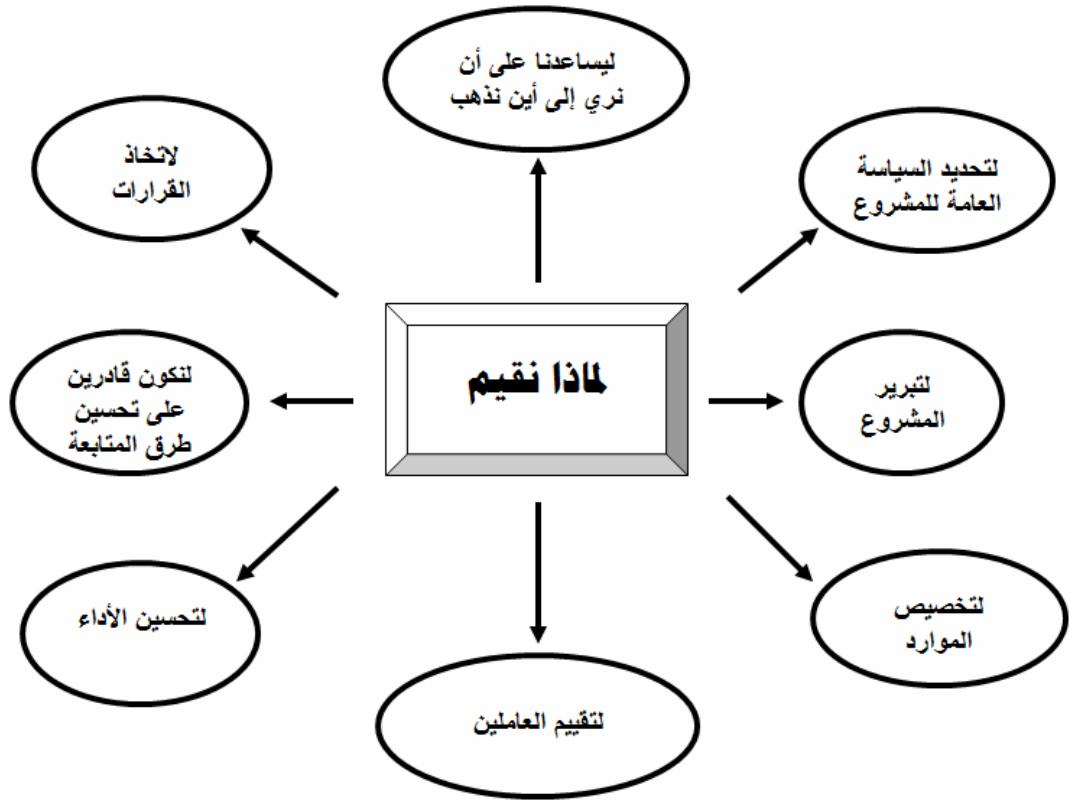 ليساعدنا على أن
نري إلى أين نذهب
لتحديد السياسة
العامة للمشروع
لاتخاذ
القرارات
لماذا نقيم
لتبرير
المشروع
لنكون قادرين
على تحسين
طرق المتابعة
لتخصيص
الموارد
لتحسين الأداء
لتقييم العاملين